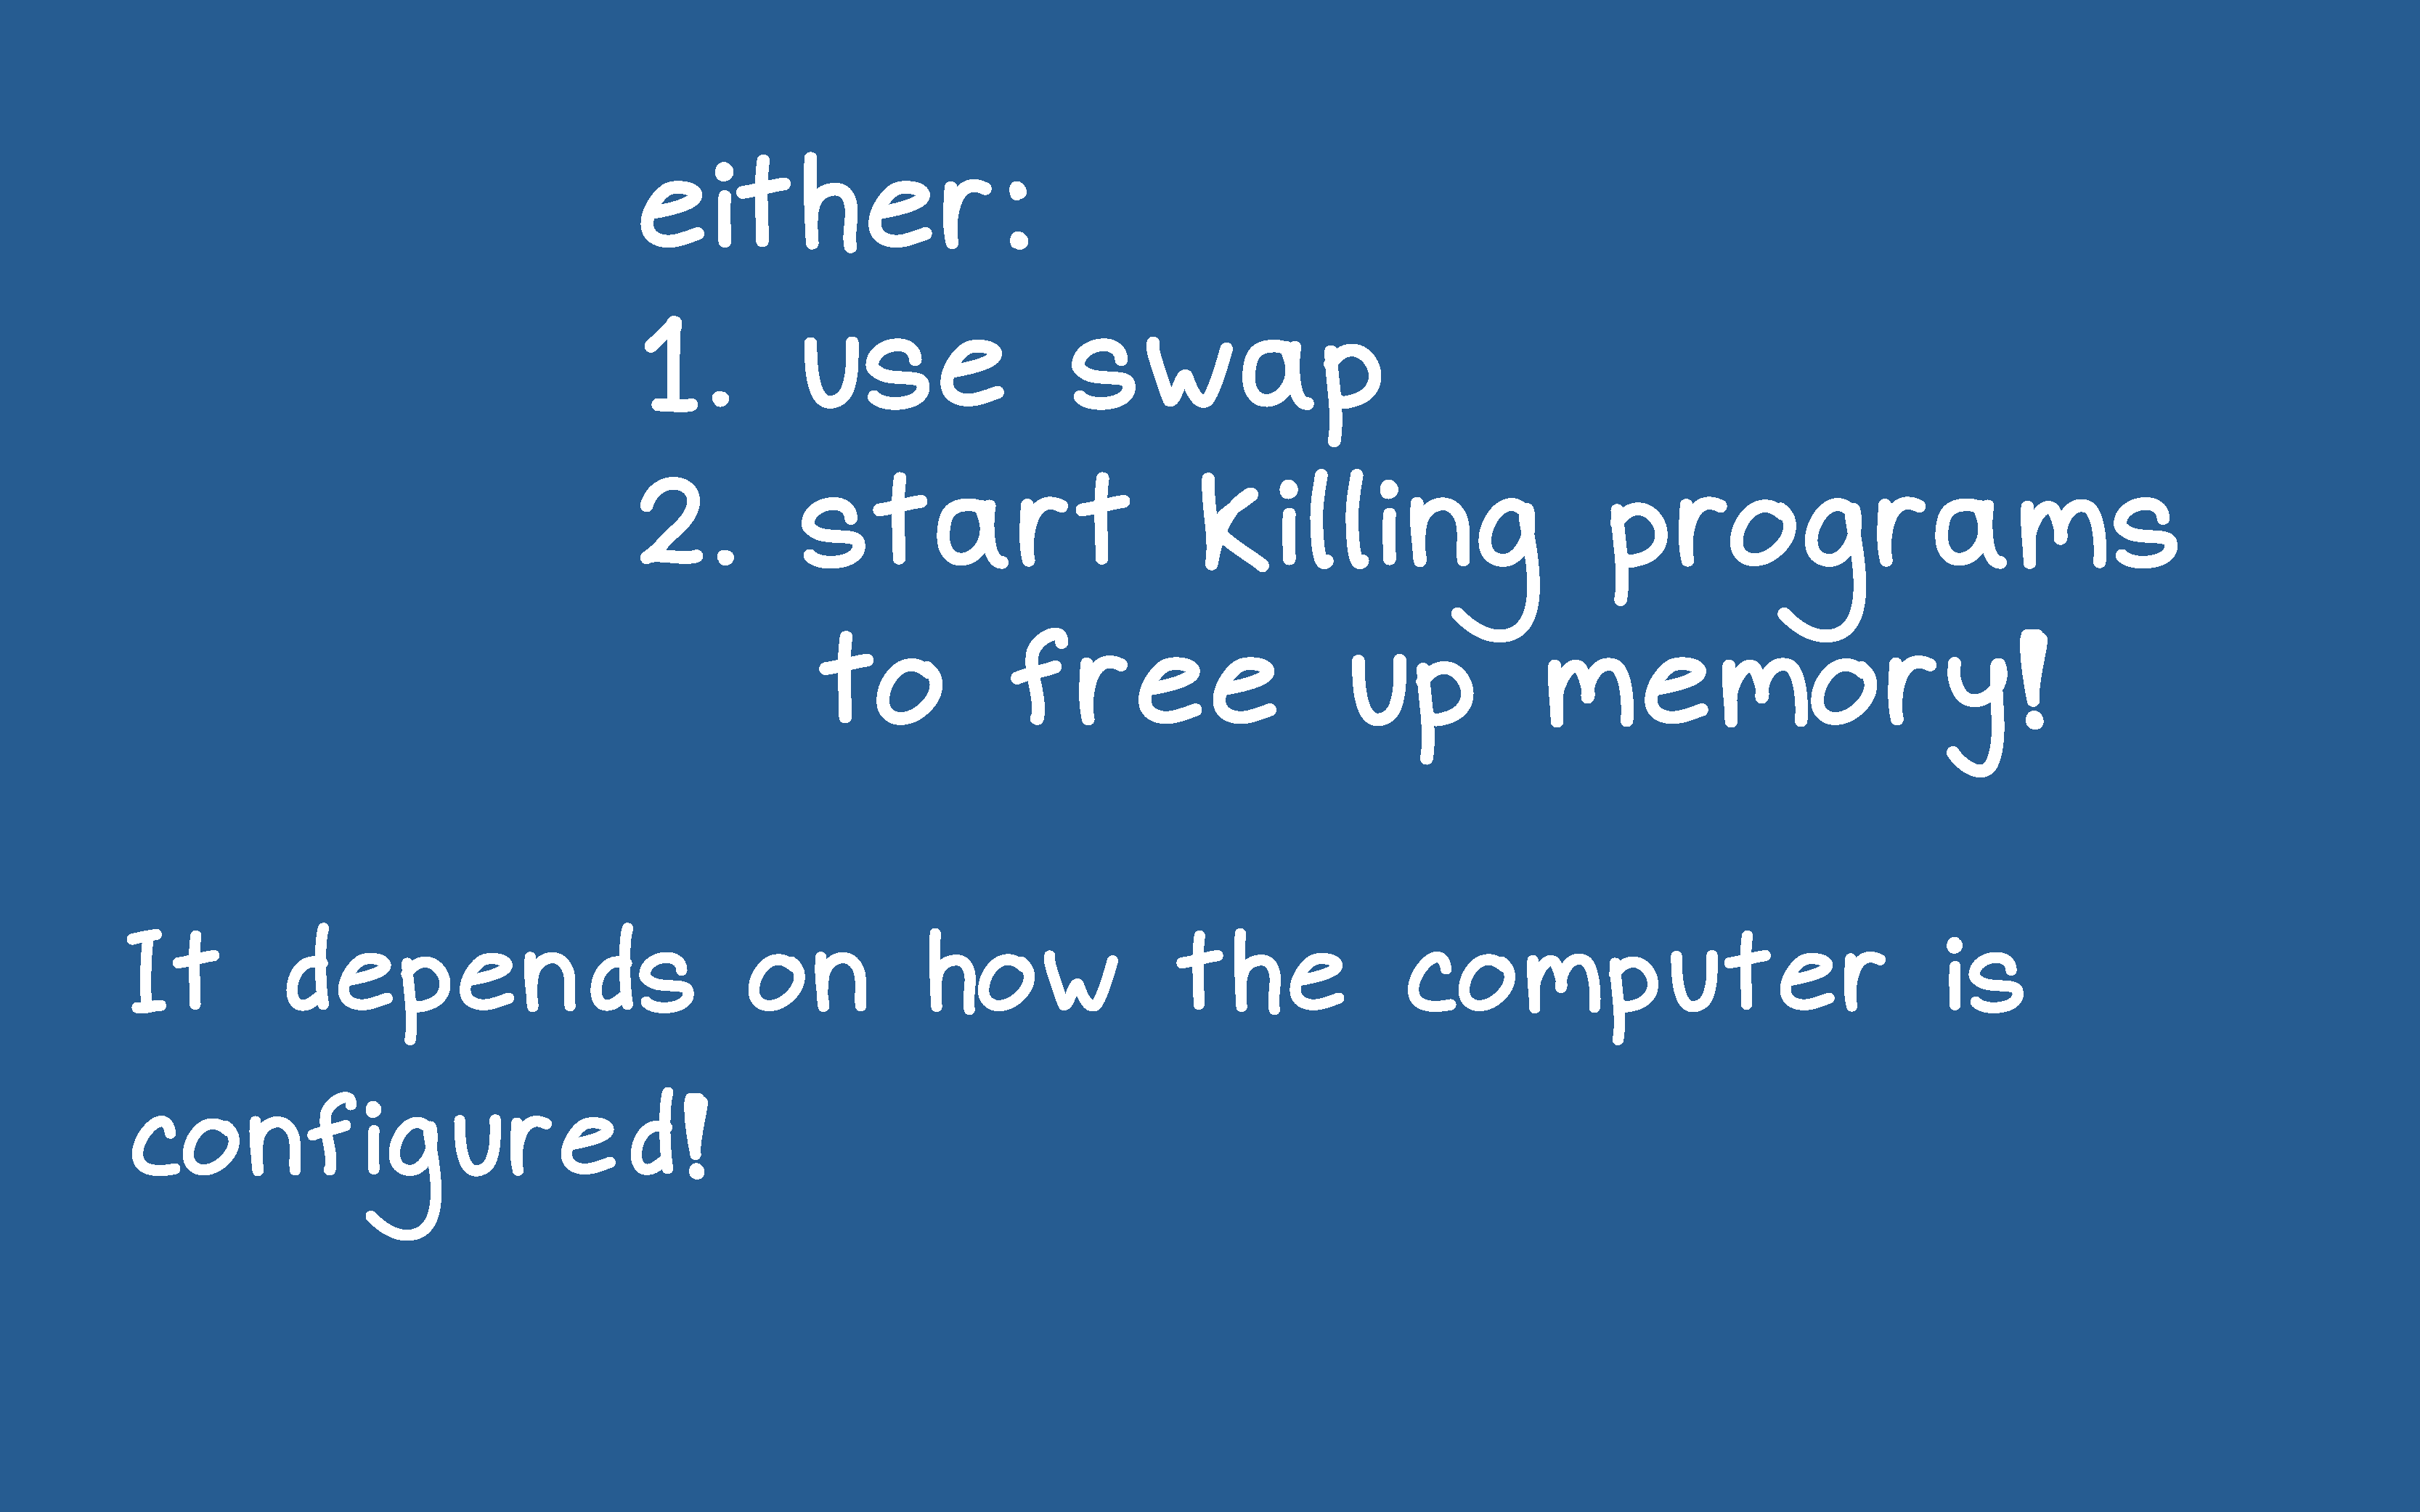 either:
1. use swap
2. start killing programs
to free up memory!
It depends on how the computer is
configured!